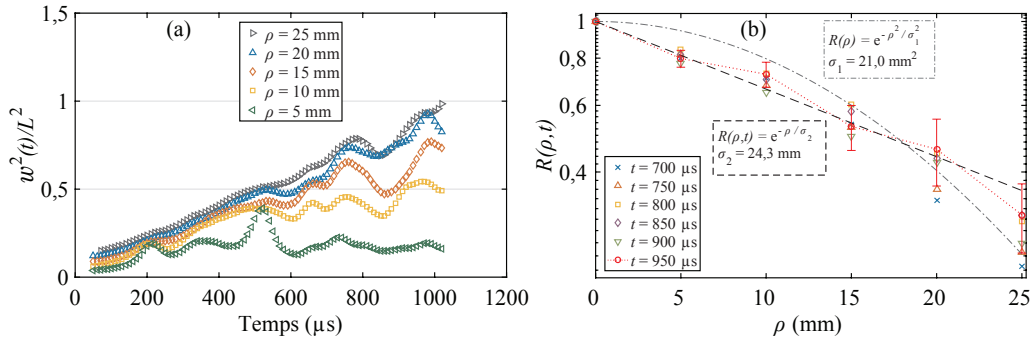 (a)
1,5
1
0,5
0
w²(t)/L²
ρ = 25 mm
ρ = 20 mm
ρ = 15 mm
ρ = 10 mm
ρ = 5 mm
0 200 400 600 800 1000 1200
Temps (µs)
(b)
1
0,8
0,6
0,4
R(ρ,t)
R(ρ) = e^-ρ²/σ₁²
σ₁ = 21,0 mm²
R(ρ,t) = e^-ρ/σ₂
σ₂ = 24,3 mm
t = 700 µs
t = 750 µs
t = 800 µs
t = 850 µs
t = 900 µs
t = 950 µs
0 5 10 15 20 25
ρ (mm)